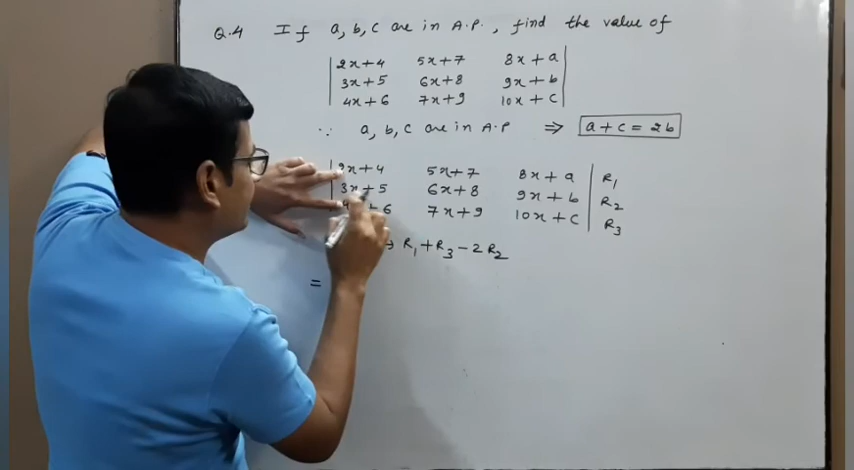 Q.4 If a, b, c are in A.P., find the value of
| 2x+4 5x+7 8x+a |
| 3x+5 6x+8 9x+b |
| 4x+6 7x+9 10x+c |
∵ a, b, c are in A.P ⇒ a+c = 2b
| 2x+4 5x+7 8x+a | R₁
| 3x+5 6x+8 9x+b | R₂
6 7x+9 10x+c | R₃
→ R₁+R₃-2R₂
=